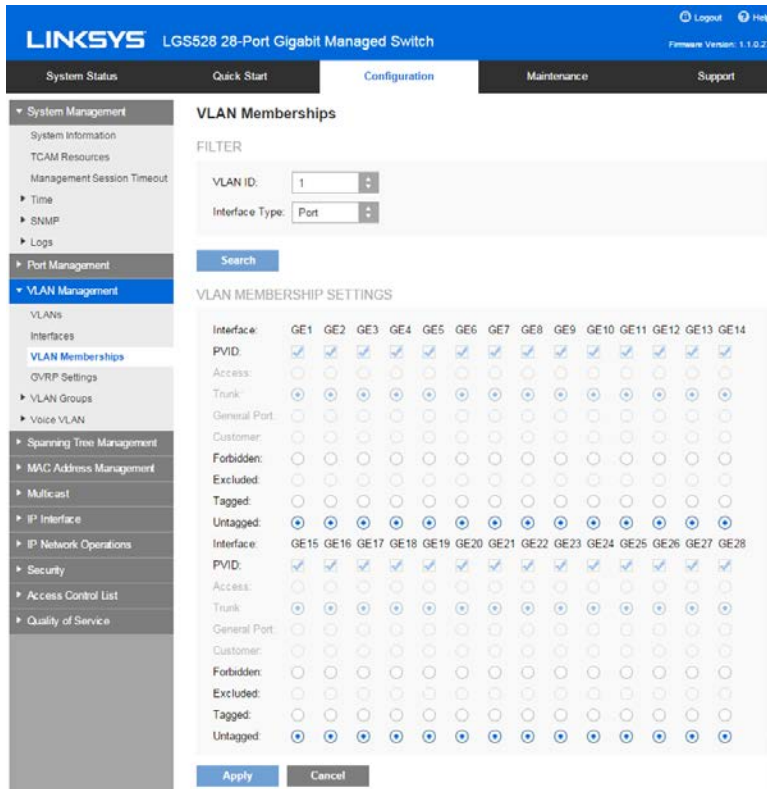 Logout Help
LINKSYS LGS528 28-Port Gigabit Managed Switch
Firmware Version: 1.1.0.2
System Status Quick Start Configuration Maintenance Support
System Management
System Information
TCAM Resources
Management Session Timeout
Time
SNMP
Logs
Port Management
VLAN Management
VLANs
Interfaces
VLAN Memberships
GVRP Settings
VLAN Groups
Voice VLAN
Spanning Tree Management
MAC Address Management
Multicast
IP Interface
IP Network Operations
Security
Access Control List
Quality of Service
VLAN Memberships
FILTER
VLAN ID: 1
Interface Type: Port
Search
VLAN MEMBERSHIP SETTINGS
Interface: GE1 GE2 GE3 GE4 GE5 GE6 GE7 GE8 GE9 GE10 GE11 GE12 GE13 GE14
PVID:
Access:
Trunk:
General Port:
Customer:
Forbidden:
Excluded:
Tagged:
Untagged:
Interface: GE15 GE16 GE17 GE18 GE19 GE20 GE21 GE22 GE23 GE24 GE25 GE26 GE27 GE28
PVID:
Access:
Trunk:
General Port:
Customer:
Forbidden:
Excluded:
Tagged:
Untagged:
Apply Cancel